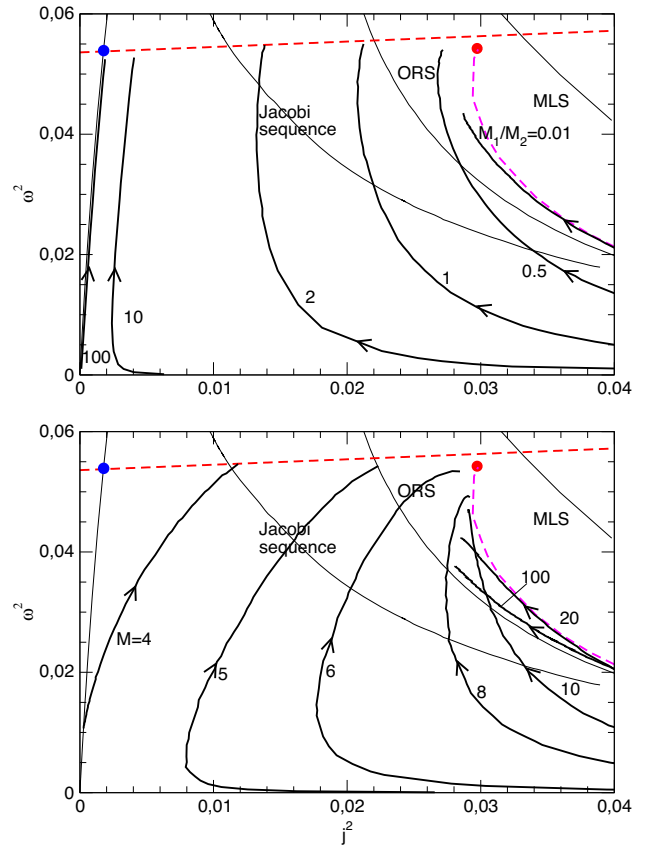 0,06
0,04
0,02
0
ω²
ORS
MLS
Jacobi
sequence
M₁/M₂=0.01
0.5
1
2
10
100
0
0,01
0,02
0,03
0,04
0,06
0,04
0,02
0
ω²
ORS
MLS
Jacobi
sequence
100
20
M=4
5
6
8
10
0
0,01
0,02
0,03
0,04
j²